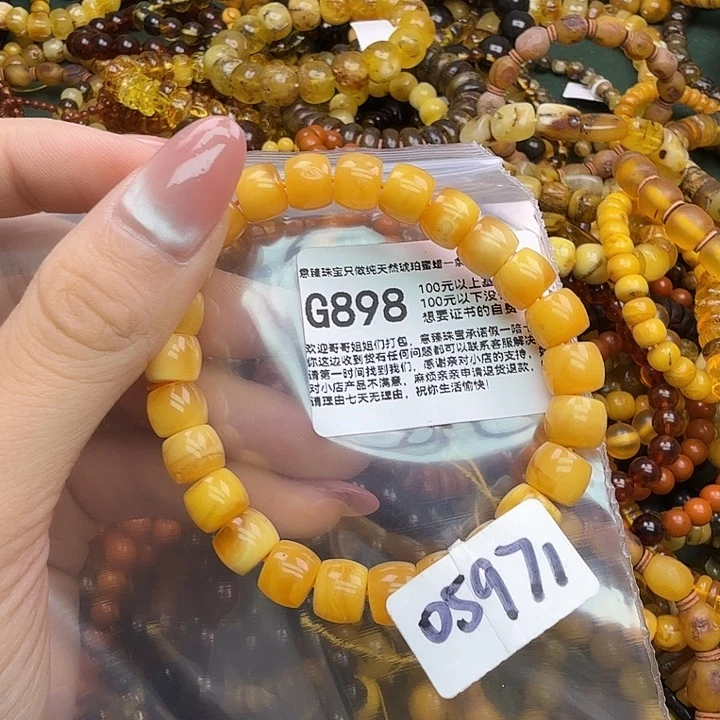 意臻珠宝只做纯天然琥珀蜜蜡一
G898
100元以上
100元以下没
想要证书的自费
欢迎哥哥姐姐们打包，意臻珠宝承诺假一陪十
你这边收到货有任何问题都可以联系客服解决
请第一时间找到我们，感谢亲对小店的支持，
对小店产品不满意，麻烦亲亲申请退货退款，
请理由七天无理由，祝你生活愉快！
05971